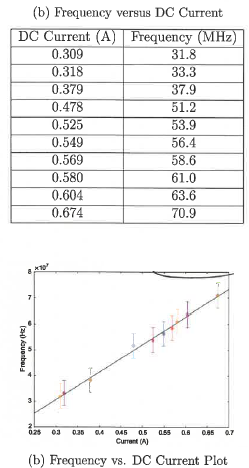 (b) Frequency versus DC Current
DC Current (A) Frequency (MHz)
0.309 31.8
0.318 33.3
0.379 37.9
0.478 51.2
0.525 53.9
0.549 56.4
0.569 58.6
0.580 61.0
0.604 63.6
0.674 70.9
8 ×10⁷
7
6
5
4
3
2
Frequency (Hz)
0.25 0.3 0.35 0.4 0.45 0.5 0.55 0.6 0.65 0.7
Current (A)
(b) Frequency vs. DC Current Plot